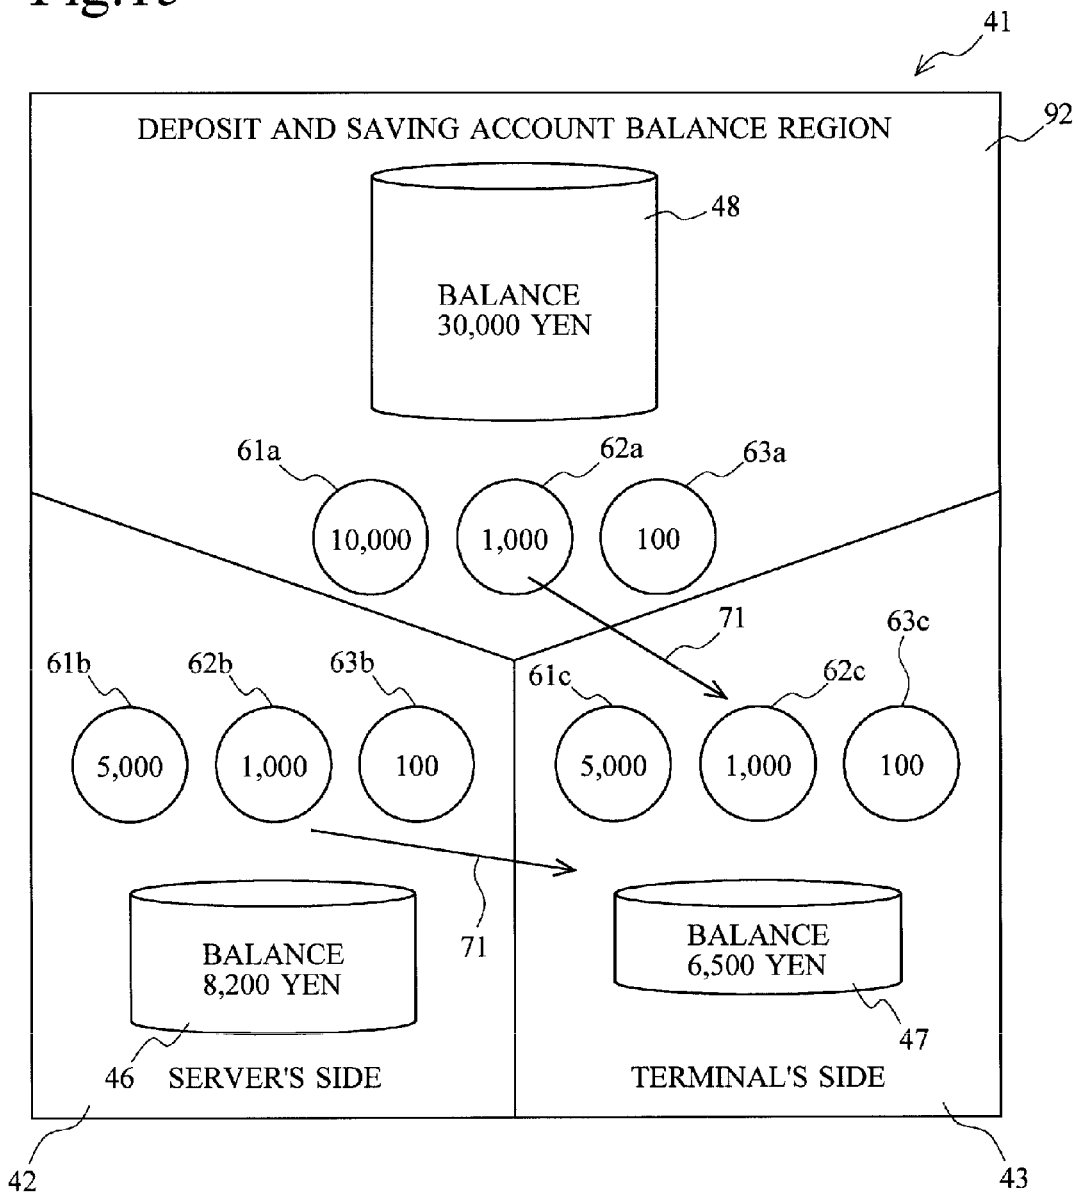 41
DEPOSIT AND SAVING ACCOUNT BALANCE REGION
92
48
BALANCE
30,000 YEN
61a
62a
63a
10,000
1,000
100
71
63c
61b
62b
63b
61c
62c
5,000
1,000
100
5,000
1,000
100
71
BALANCE
8,200 YEN
BALANCE
6,500 YEN
47
46
SERVER'S SIDE
TERMINAL'S SIDE
42
43